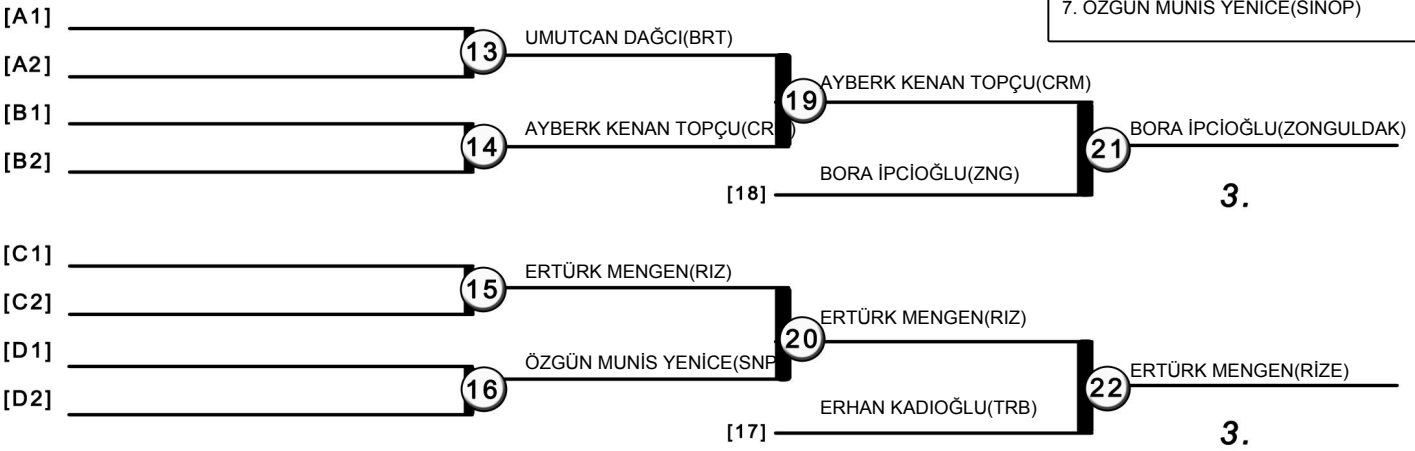 7. ÖZGÜN MUNİS YENİCE(SİNOP)
[A1]
13
UMUTCAN DAĞCI(BRT)
[A2]
19
AYBERK KENAN TOPÇU(CRM)
[B1]
14
AYBERK KENAN TOPÇU(CR
21
BORA İPCİOĞLU(ZONGULDAK)
[B2]
BORA İPCİOĞLU(ZNG)
[18]
3.
[C1]
15
ERTÜRK MENGEN(RIZ)
[C2]
20
ERTÜRK MENGEN(RIZ)
[D1]
16
ÖZGÜN MUNİS YENİCE(SNP
22
ERTÜRK MENGEN(RİZE)
[D2]
ERHAN KADIOĞLU(TRB)
[17]
3.